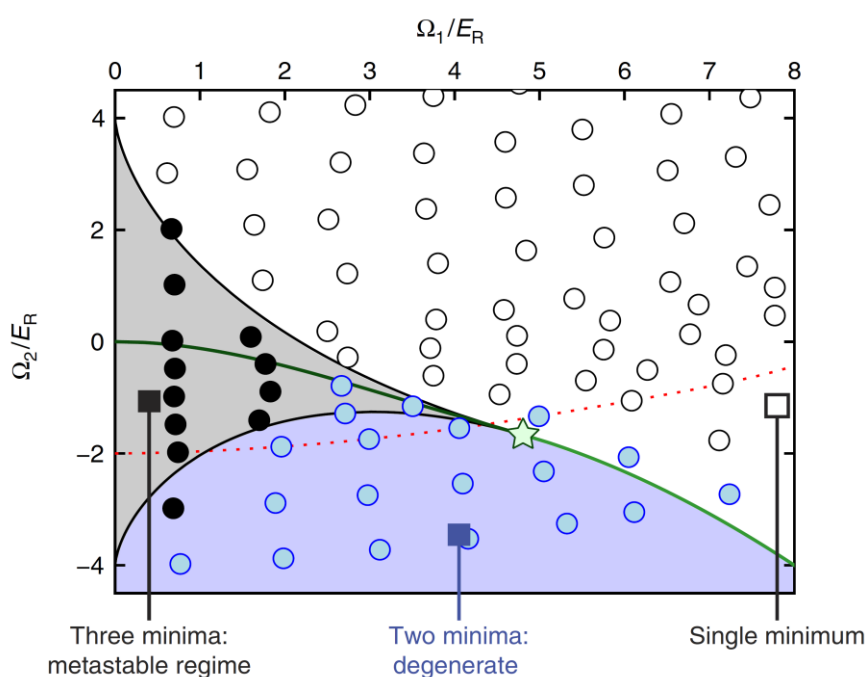 Ω1/ER
0 1 2 3 4 5 6 7 8
Ω2/ER
4
2
0
−2
−4
Three minima:
metastable regime
Two minima:
degenerate
Single minimum